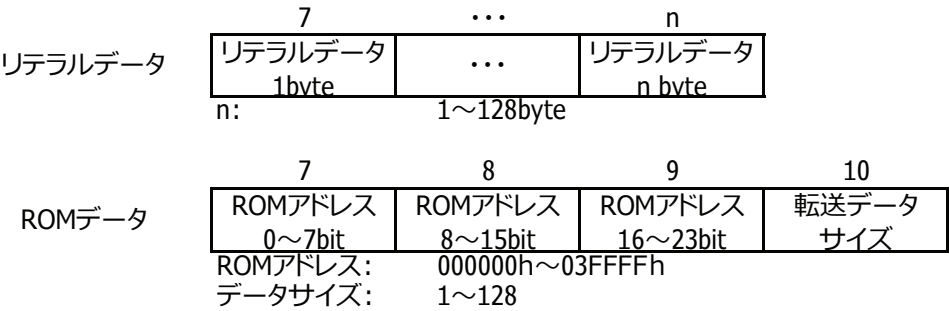 7 ・・・ n
リテラルデータ リテラルデータ ・・・ リテラルデータ
1byte n byte
n: 1～128byte
7 8 9 10
ROMデータ ROMアドレス ROMアドレス ROMアドレス 転送データ
0～7bit 8～15bit 16～23bit サイズ
ROMアドレス: 000000h～03FFFFh
データサイズ: 1～128